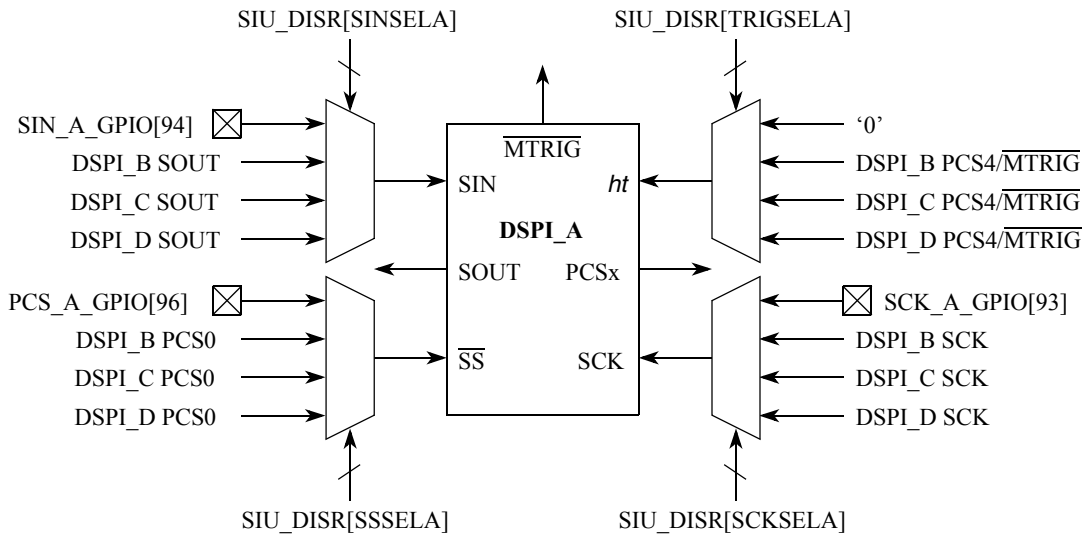 SIU_DISR[SINSELA]
SIU_DISR[TRIGSELA]
SIN_A_GPIO[94]
DSPI_B SOUT
DSPI_C SOUT
DSPI_D SOUT
PCS_A_GPIO[96]
DSPI_B PCS0
DSPI_C PCS0
DSPI_D PCS0
SIU_DISR[SSSELA]
MTRIG
SIN
ht
DSPI_A
SOUT
PCSx
SS
SCK
‘0’
DSPI_B PCS4/MTRIG
DSPI_C PCS4/MTRIG
DSPI_D PCS4/MTRIG
SCK_A_GPIO[93]
DSPI_B SCK
DSPI_C SCK
DSPI_D SCK
SIU_DISR[SCKSELA]